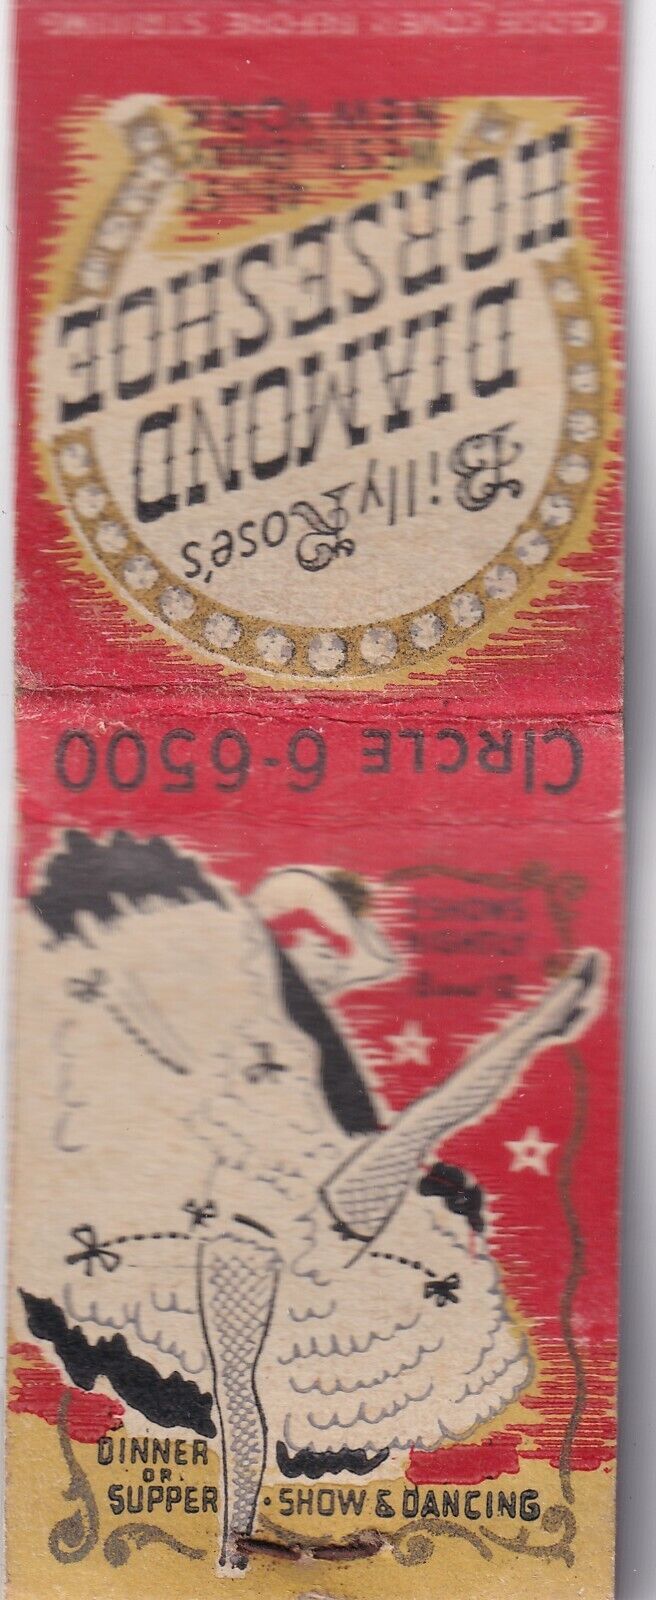 CLOSE COVER BEFORE STRIKING
Billy Rose's
DIAMOND
HORSESHOE
NEW YORK
CIRCLE 6-6500
DINNER
OR
SUPPER • SHOW & DANCING